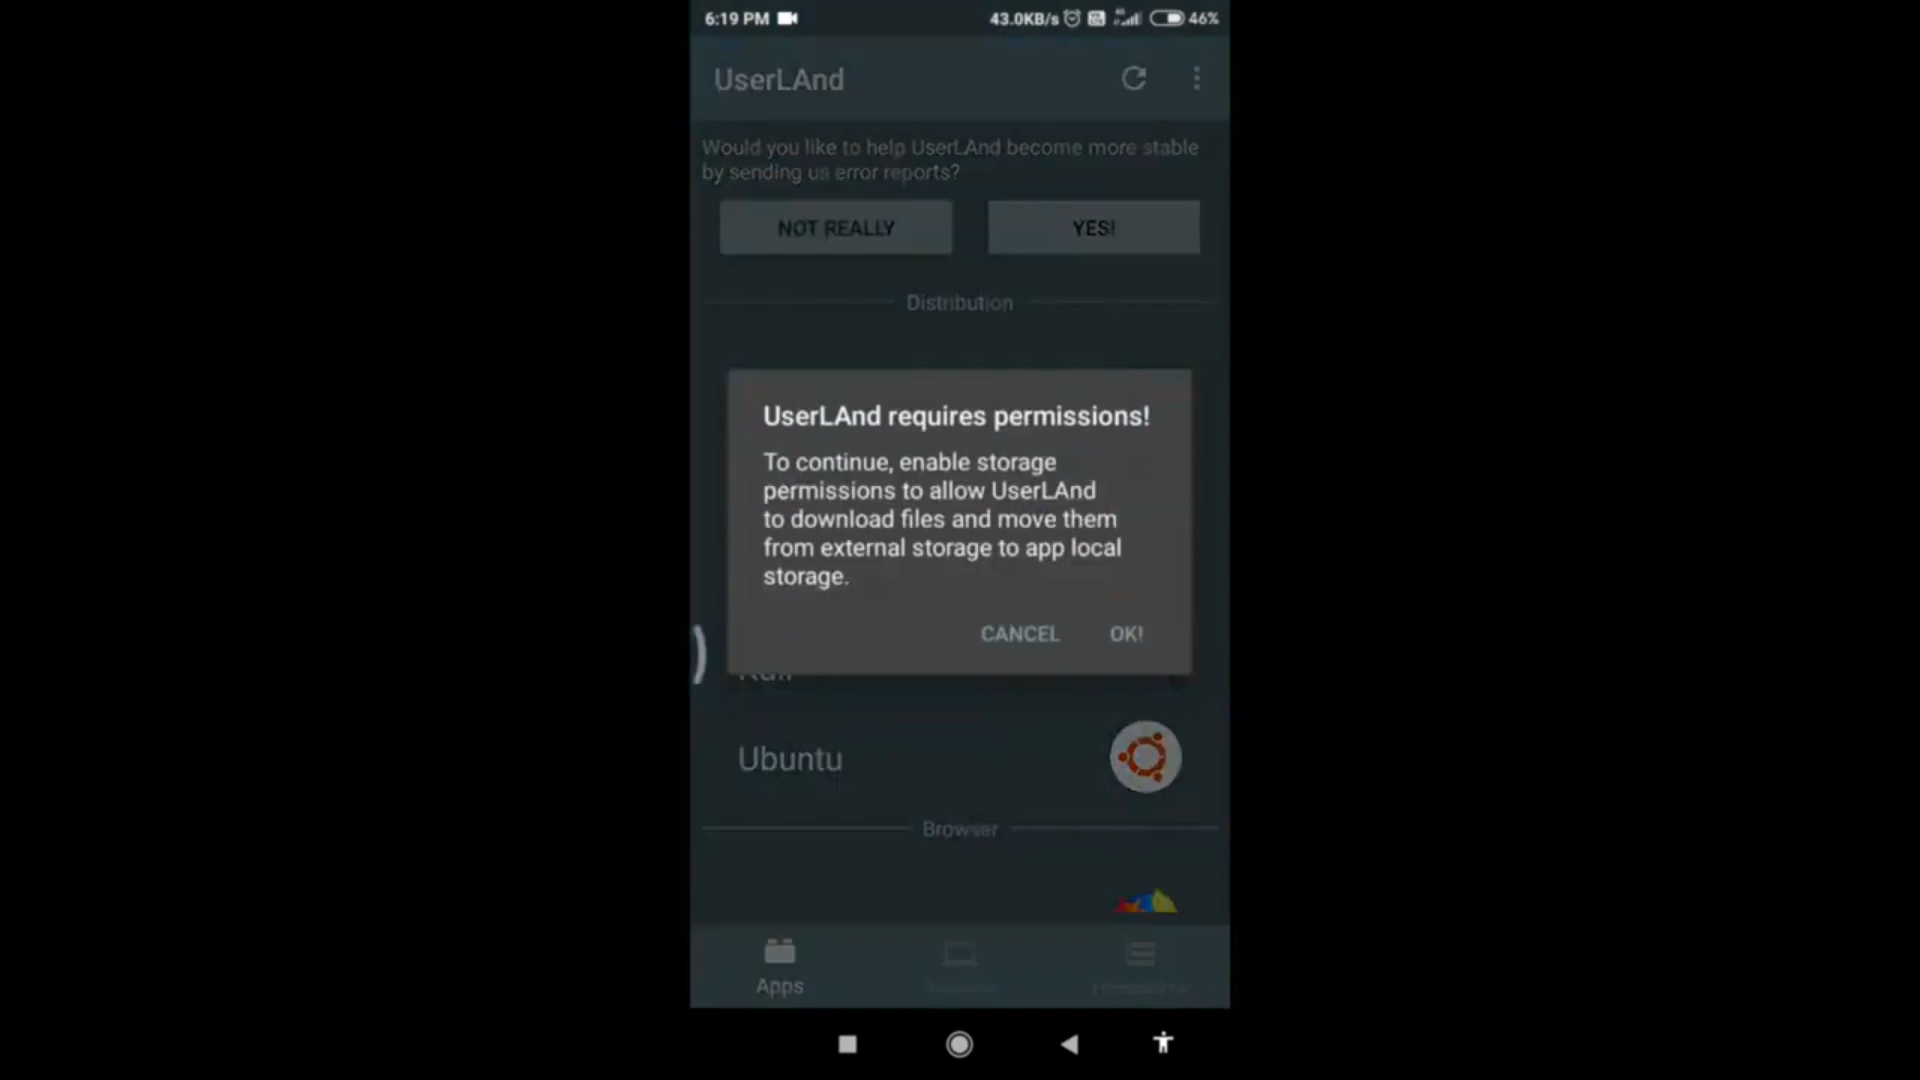 6:19 PM 43.0KB/s 46%
UserLAnd
Would you like to help UserLAnd become more stable
by sending us error reports?
NOT REALLY YES!
Distribution
UserLAnd requires permissions!
To continue, enable storage
permissions to allow UserLAnd
to download files and move them
from external storage to app local
storage.
CANCEL OK!
Ubuntu
Browser
Apps